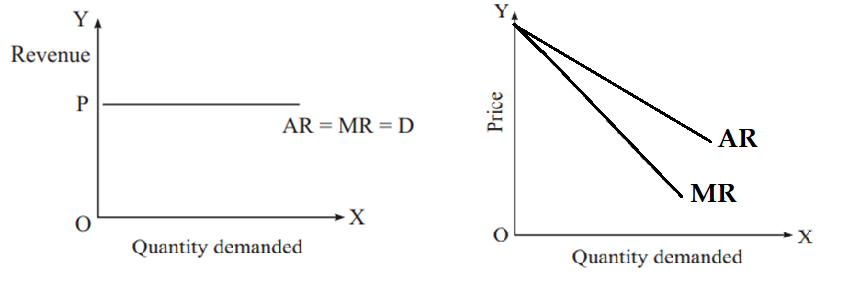 Y
Revenue
P
AR = MR = D
O
X
Quantity demanded
Y
Price
AR
MR
O
X
Quantity demanded